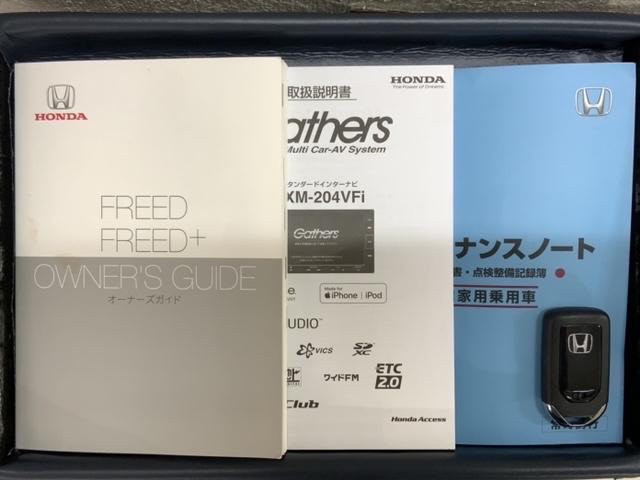 HONDA
FREED
FREED+
OWNER'S GUIDE
オーナーズガイド
取扱説明書
HONDA
The Power of Dreams
Gathers
Multi Car-AV System
タンダードインターナビ
XM-204VFi
Gathers
Made for
iPhone | iPod
UDIO™
VICS
SD XC
ワイドFM
ETC 2.0
Club
Honda Access
ナンスノート
書・点検整備記録簿
家用乗用車